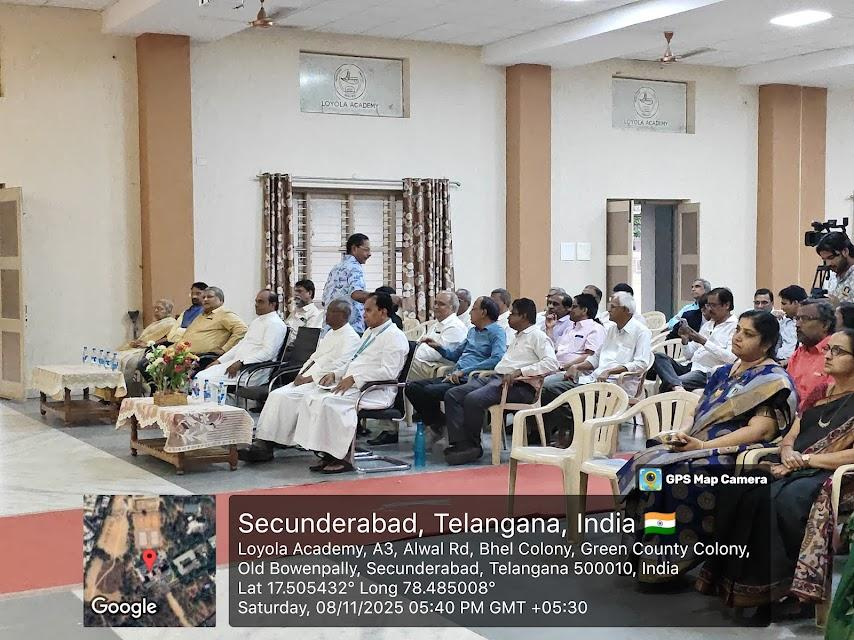 LOYOLA ACADEMY
LOYOLA ACADEMY
GPS Map Camera
Secunderabad, Telangana, India
Loyola Academy, A3, Alwal Rd, Bhel Colony, Green County Colony,
Old Bowenpally, Secunderabad, Telangana 500010, India
Lat 17.505432° Long 78.485008°
Saturday, 08/11/2025 05:40 PM GMT +05:30
Google